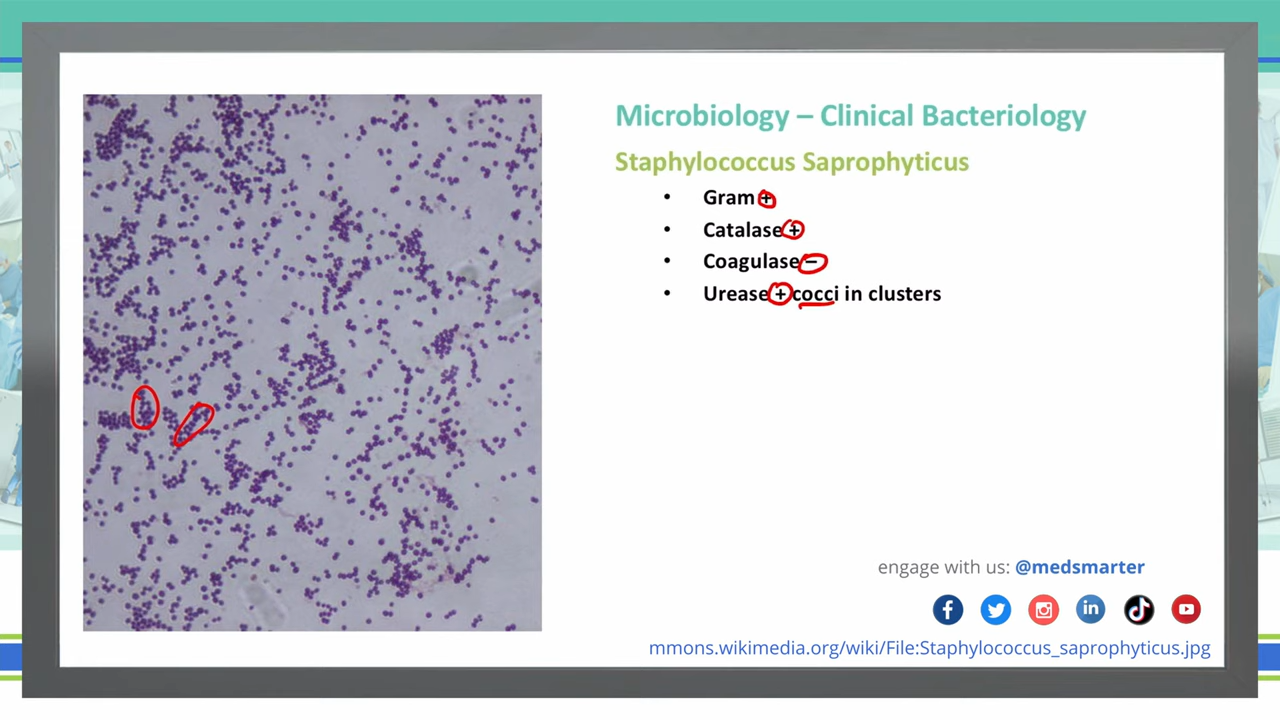 Microbiology – Clinical Bacteriology
Staphylococcus Saprophyticus
• Gram +
• Catalase +
• Coagulase –
• Urease + cocci in clusters
engage with us: @medsmarter
mmons.wikimedia.org/wiki/File:Staphylococcus_saprophyticus.jpg